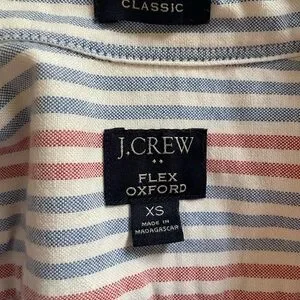 CLASSIC
J.CREW
FLEX
OXFORD
XS
MADE IN
MADAGASCAR